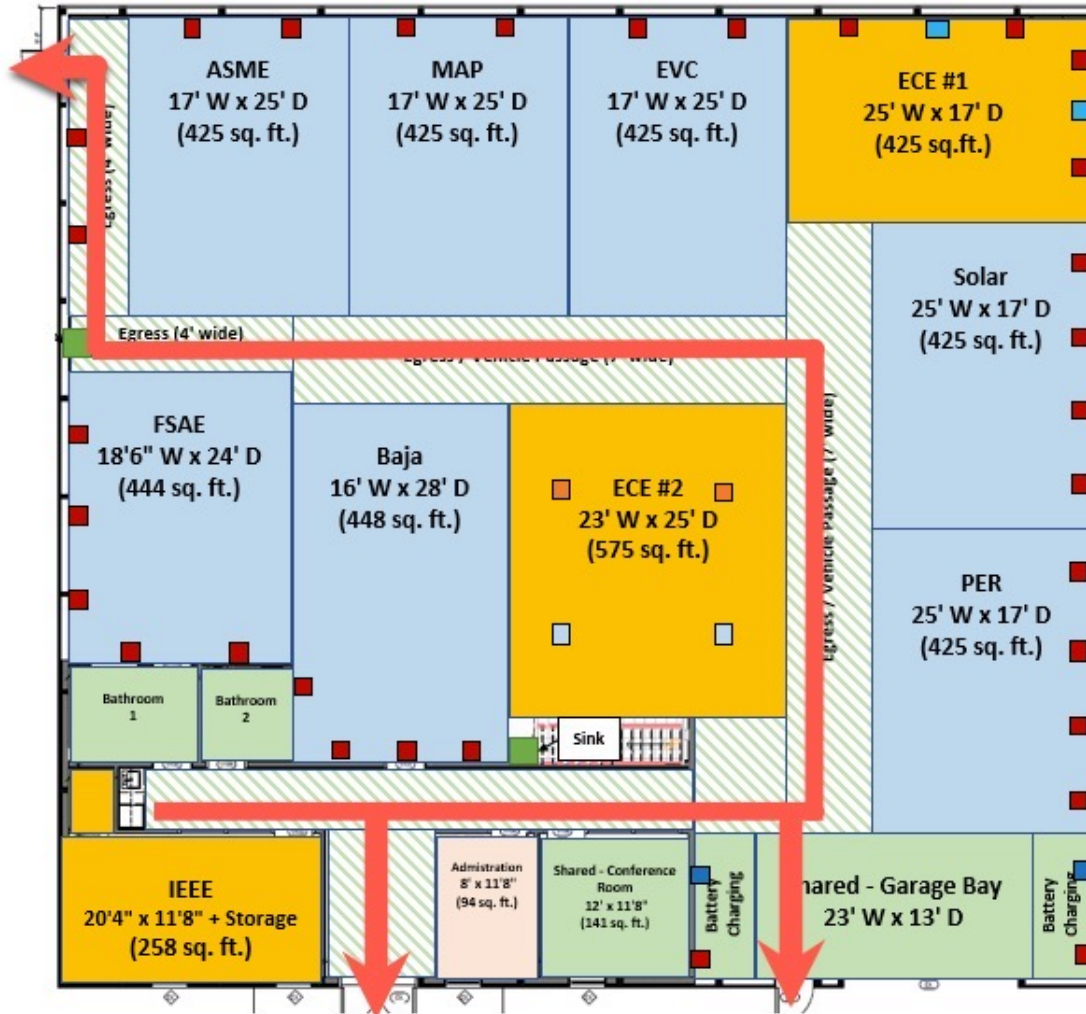 ASME
17' W x 25' D
(425 sq. ft.)
MAP
17' W x 25' D
(425 sq. ft.)
EVC
17' W x 25' D
(425 sq. ft.)
ECE #1
25' W x 17' D
(425 sq.ft.)
Solar
25' W x 17' D
(425 sq. ft.)
Egress (4' wide)
FSAE
18'6" W x 24' D
(444 sq. ft.)
Baja
16' W x 28' D
(448 sq. ft.)
ECE #2
23' W x 25' D
(575 sq. ft.)
Egress / Vehicle Passage (7' wide)
PER
25' W x 17' D
(425 sq. ft.)
Bathroom
1
Bathroom
2
Sink
IEEE
20'4" x 11'8" + Storage
(258 sq. ft.)
Admistration
8' x 11'8"
(94 sq. ft.)
Shared - Conference
Room
12' x 11'8"
(141 sq. ft.)
Battery
Charging
hared - Garage Bay
23' W x 13' D
Battery
Charging